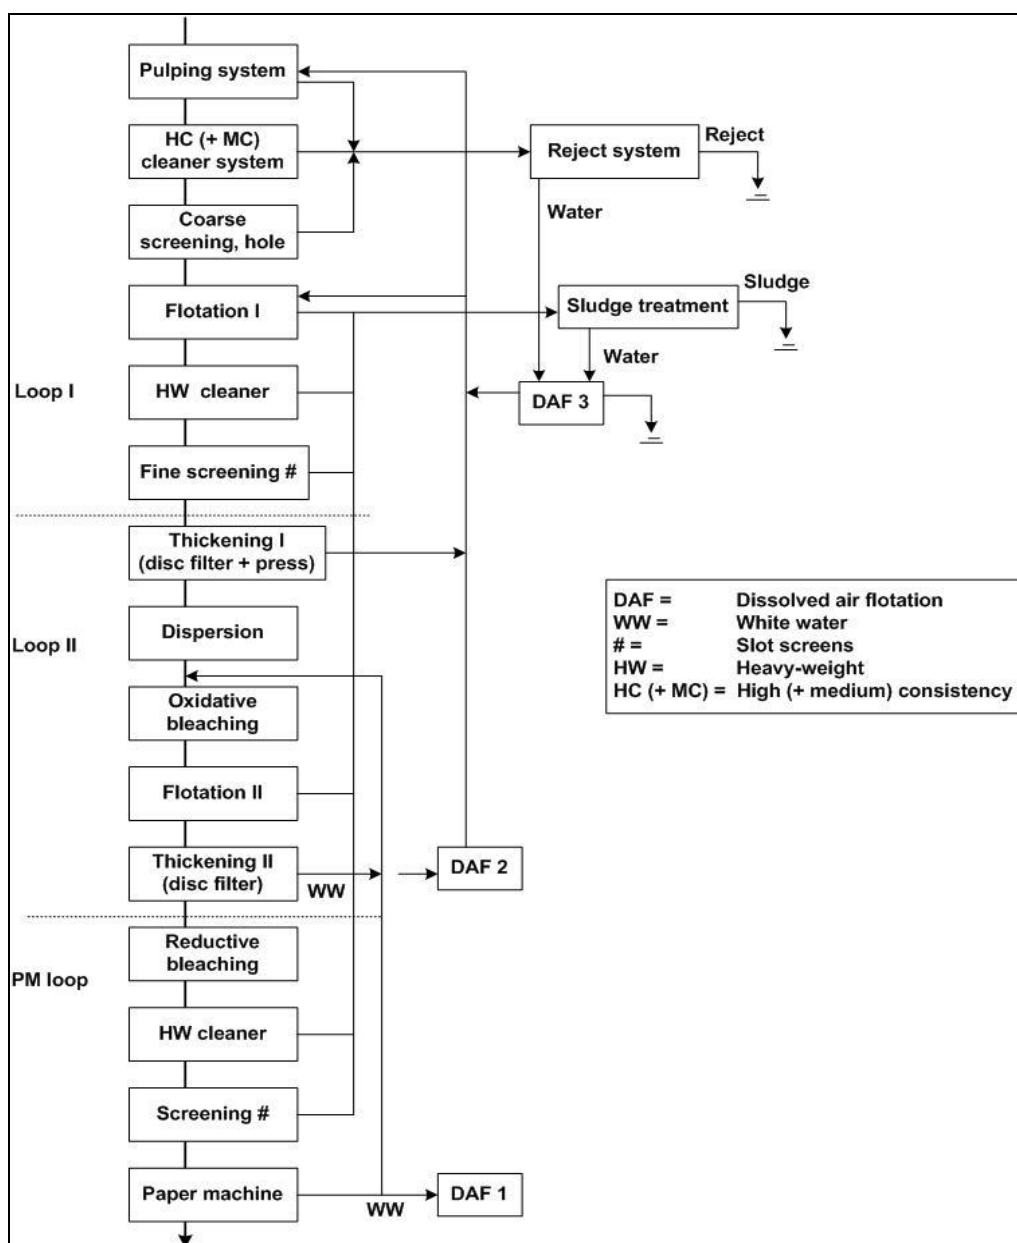 Pulping system
HC (+ MC)
cleaner system
Reject system
Reject
Water
Coarse
screening, hole
Flotation I
Sludge treatment
Sludge
Water
Loop I
HW cleaner
DAF 3
Fine screening #
Thickening I
(disc filter + press)
Loop II
Dispersion
DAF = Dissolved air flotation
WW = White water
# = Slot screens
HW = Heavy-weight
HC (+ MC) = High (+ medium) consistency
Oxidative
bleaching
Flotation II
Thickening II
(disc filter)
WW
DAF 2
PM loop
Reductive
bleaching
HW cleaner
Screening #
Paper machine
WW
DAF 1